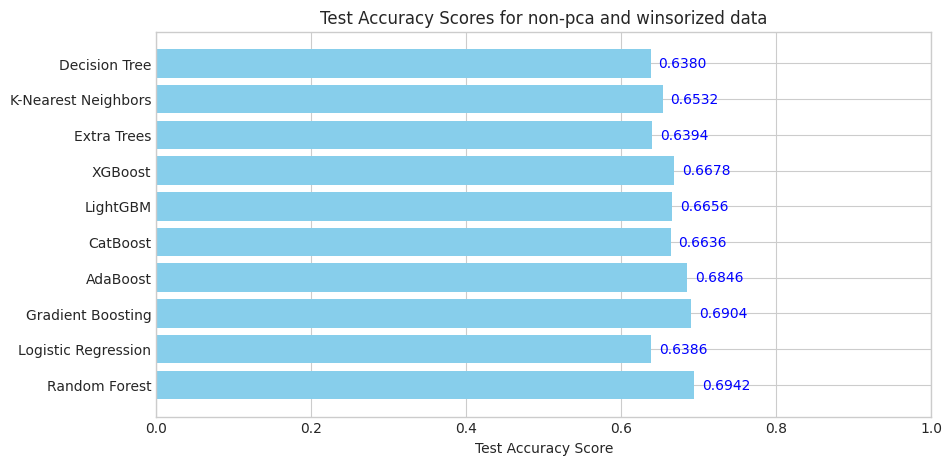 Test Accuracy Scores for non-pca and winsorized data
Decision Tree 0.6380
K-Nearest Neighbors 0.6532
Extra Trees 0.6394
XGBoost 0.6678
LightGBM 0.6656
CatBoost 0.6636
AdaBoost 0.6846
Gradient Boosting 0.6904
Logistic Regression 0.6386
Random Forest 0.6942
0.0 0.2 0.4 0.6 0.8 1.0
Test Accuracy Score